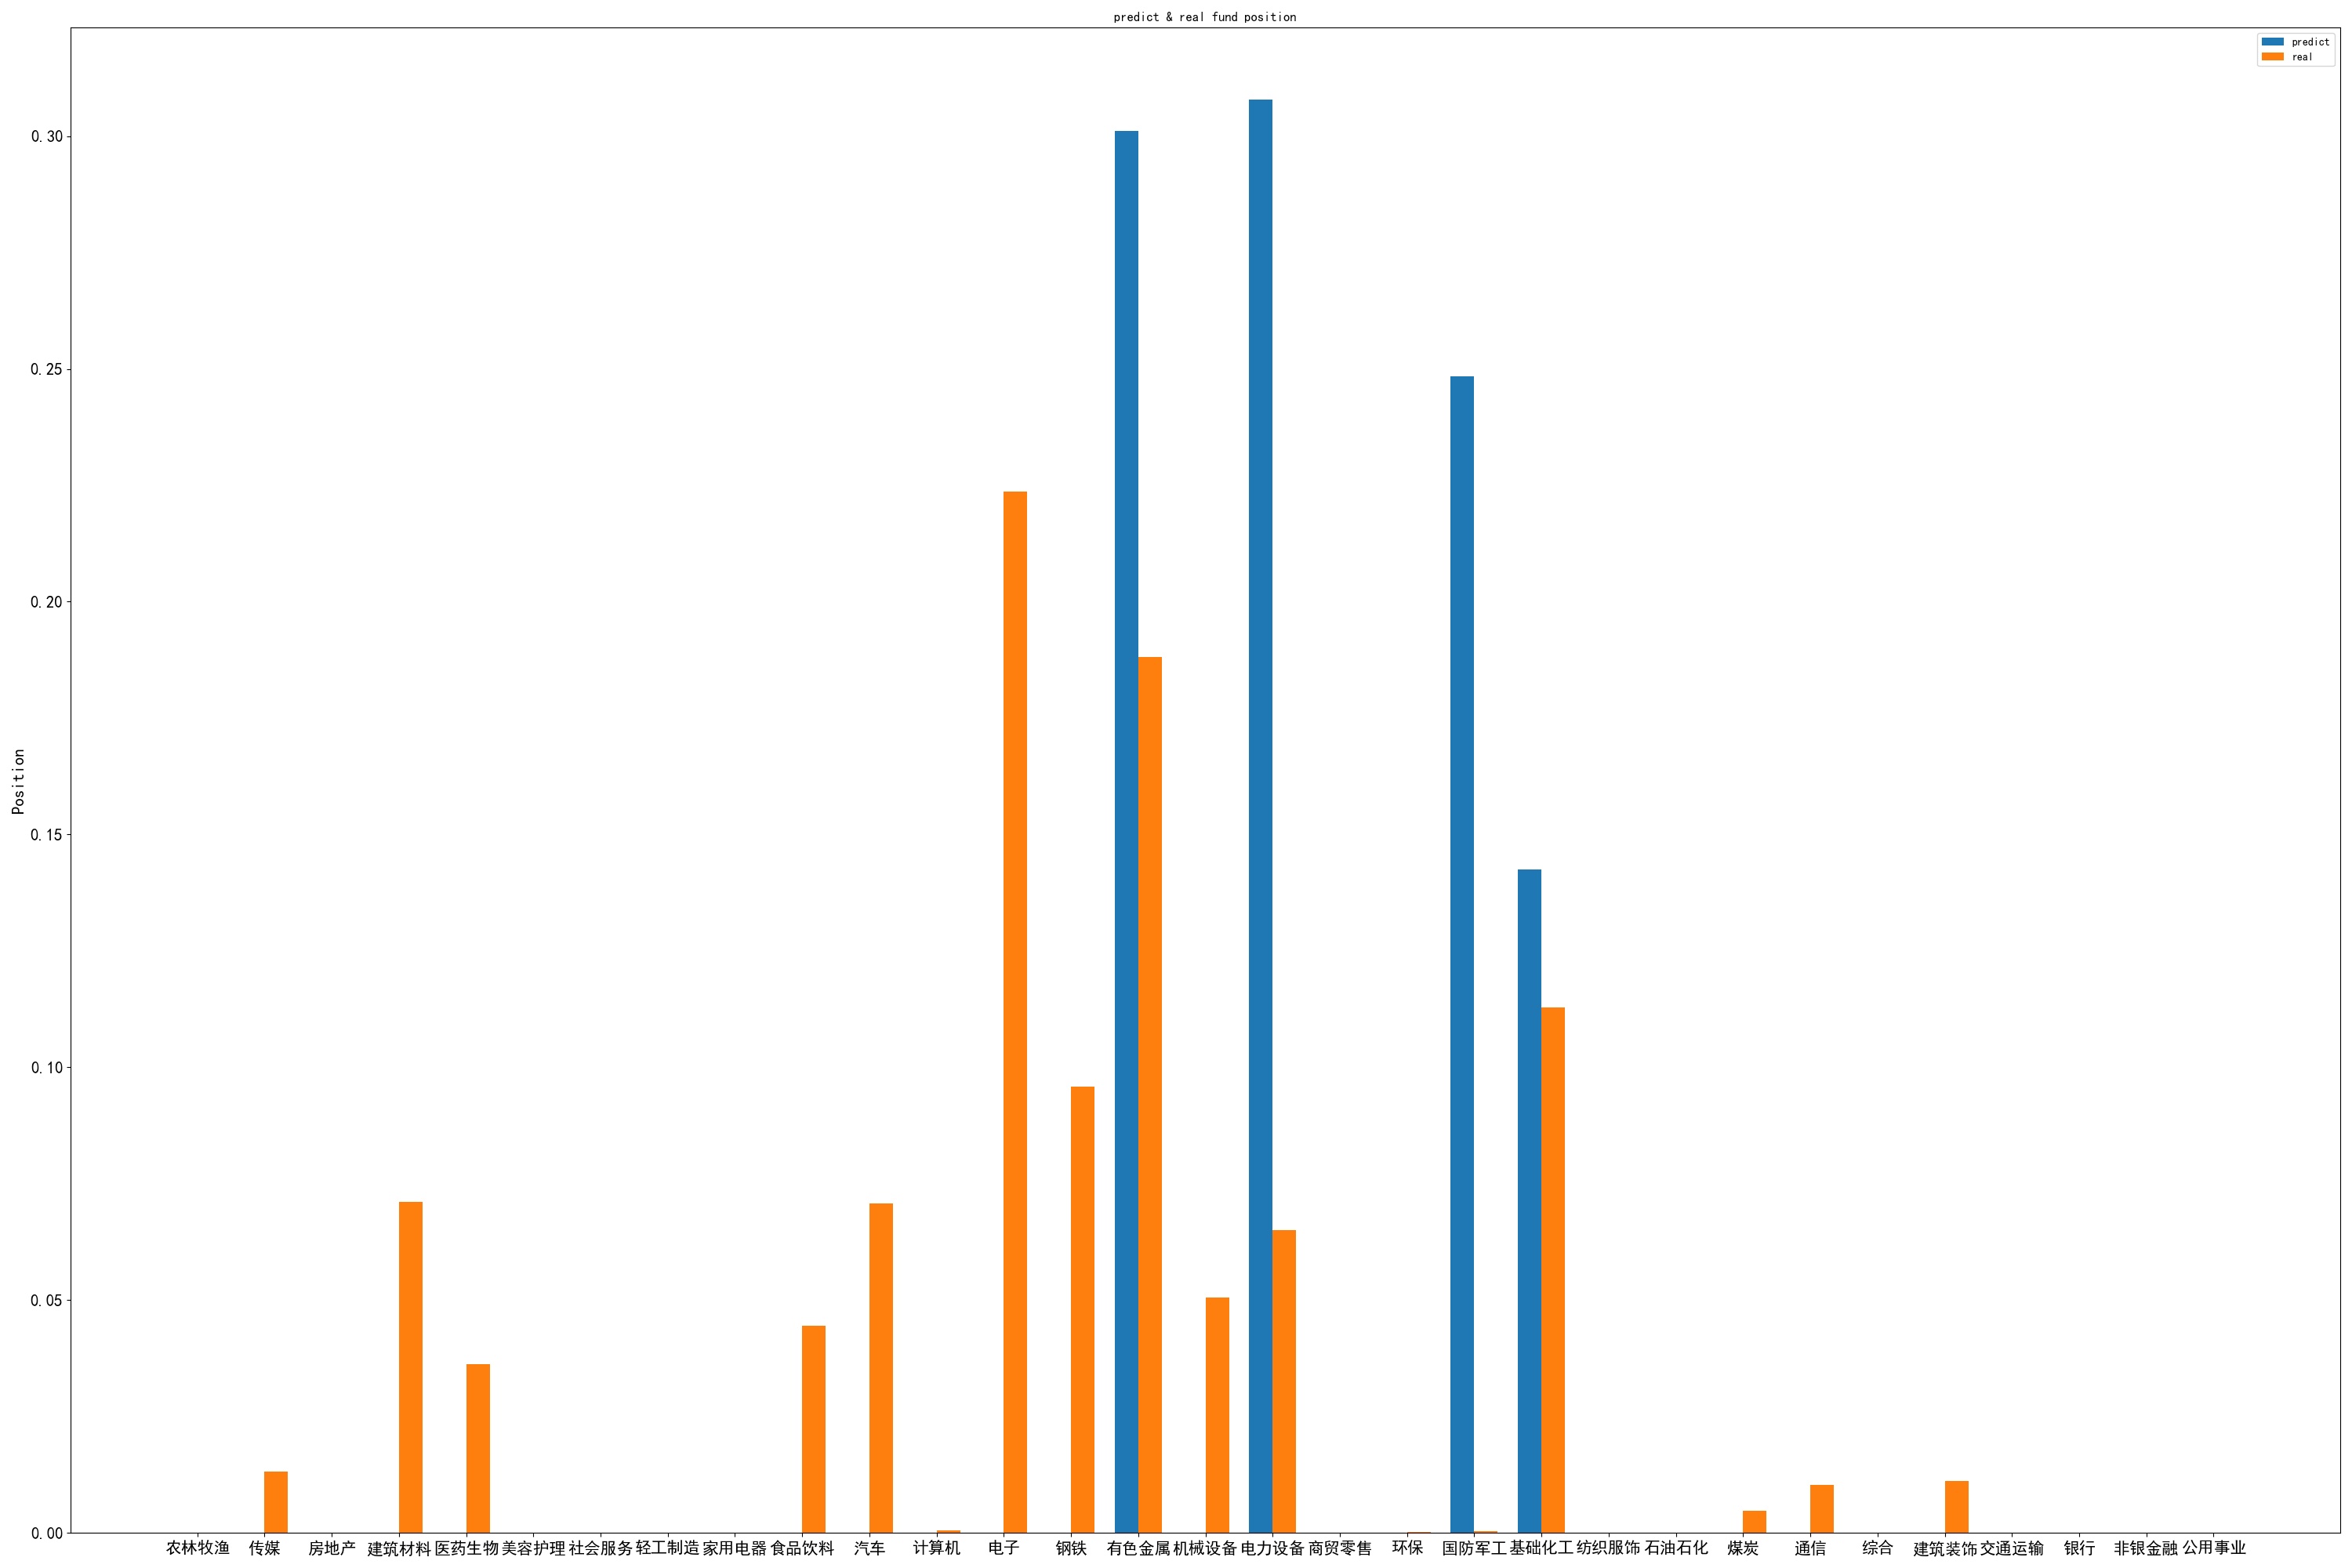 predict & real fund position
predict
real
0.30
0.25
0.20
0.15
0.10
0.05
0.00
Position
农林牧渔 传媒 房地产 建筑材料 医药生物 美容护理 社会服务 轻工制造 家用电器 食品饮料 汽车 计算机 电子 钢铁 有色金属 机械设备 电力设备 商贸零售 环保 国防军工 基础化工 纺织服饰 石油石化 煤炭 通信 综合 建筑装饰 交通运输 银行 非银金融 公用事业